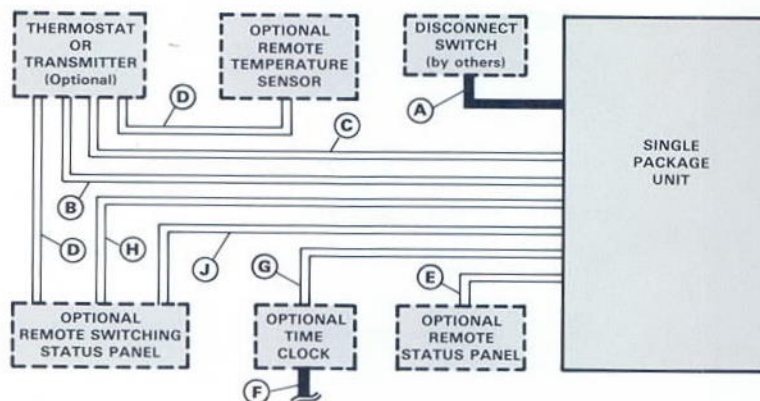 THERMOSTAT
OR
TRANSMITTER
(Optional)
OPTIONAL
REMOTE
TEMPERATURE
SENSOR
DISCONNECT
SWITCH
(by others)
D
A
C
SINGLE
PACKAGE
UNIT
B
D
H
J
G
E
OPTIONAL
REMOTE SWITCHING
STATUS PANEL
OPTIONAL
TIME
CLOCK
OPTIONAL
REMOTE
STATUS PANEL
F